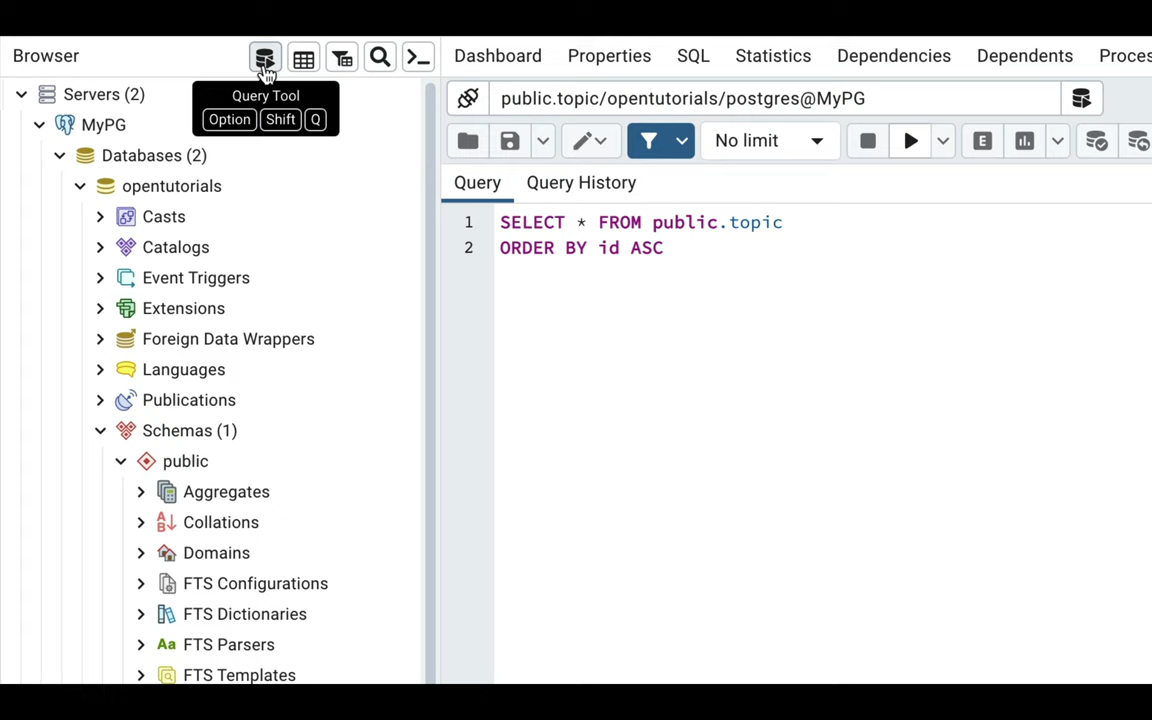 Browser
Dashboard Properties SQL Statistics Dependencies Dependents Proces
Query Tool
Option Shift Q
Servers (2)
MyPG
Databases (2)
opentutorials
Casts
Catalogs
Event Triggers
Extensions
Foreign Data Wrappers
Languages
Publications
Schemas (1)
public
Aggregates
Collations
Domains
FTS Configurations
FTS Dictionaries
Aa FTS Parsers
FTS Templates
public.topic/opentutorials/postgres@MyPG
No limit
E
Query Query History
1 SELECT * FROM public.topic
2 ORDER BY id ASC